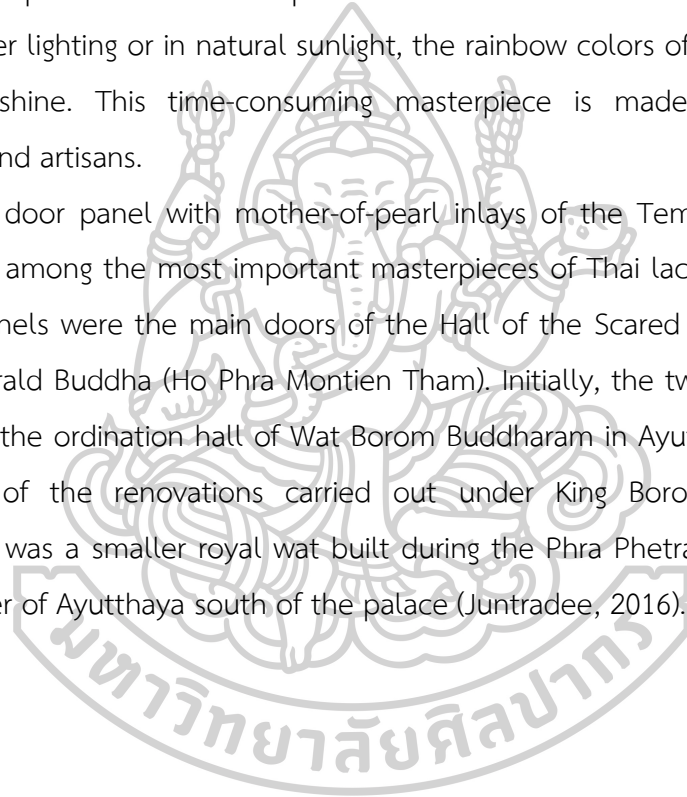 er lighting or in natural sunlight, the rainbow colors of
shine. This time-consuming masterpiece is made
nd artisans.
door panel with mother-of-pearl inlays of the Tem
among the most important masterpieces of Thai lac
nels were the main doors of the Hall of the Scared
rald Buddha (Ho Phra Montien Tham). Initially, the tw
the ordination hall of Wat Borom Buddharam in Ayu
of the renovations carried out under King Boro
was a smaller royal wat built during the Phra Phetra
er of Ayutthaya south of the palace (Juntradee, 2016).
มหาวิทยาลัยศิลปากร